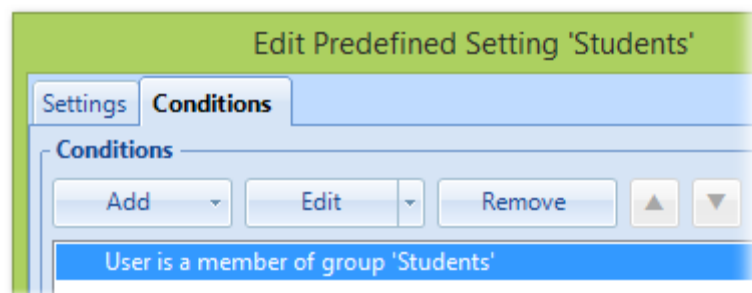 Edit Predefined Setting 'Students'
Settings Conditions
Conditions
Add Edit Remove
User is a member of group 'Students'